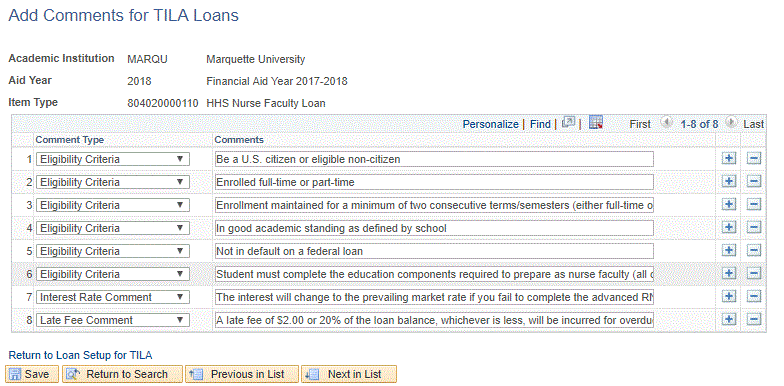 Add Comments for TILA Loans
Academic Institution MARQU Marquette University
Aid Year 2018 Financial Aid Year 2017-2018
Item Type 804020000110 HHS Nurse Faculty Loan
Personalize | Find | | First 1-8 of 8 Last
Comment Type Comments
1 Eligibility Criteria Be a U.S. citizen or eligible non-citizen
2 Eligibility Criteria Enrolled full-time or part-time
3 Eligibility Criteria Enrollment maintained for a minimum of two consecutive terms/semesters (either full-time o
4 Eligibility Criteria In good academic standing as defined by school
5 Eligibility Criteria Not in default on a federal loan
6 Eligibility Criteria Student must complete the education components required to prepare as nurse faculty (all
7 Interest Rate Comment The interest will change to the prevailing market rate if you fail to complete the advanced
8 Late Fee Comment A late fee of $2.00 or 20% of the loan balance, whichever is less, will be incurred for
Return to Loan Setup for TILA
Save Return to Search Previous in List Next in List